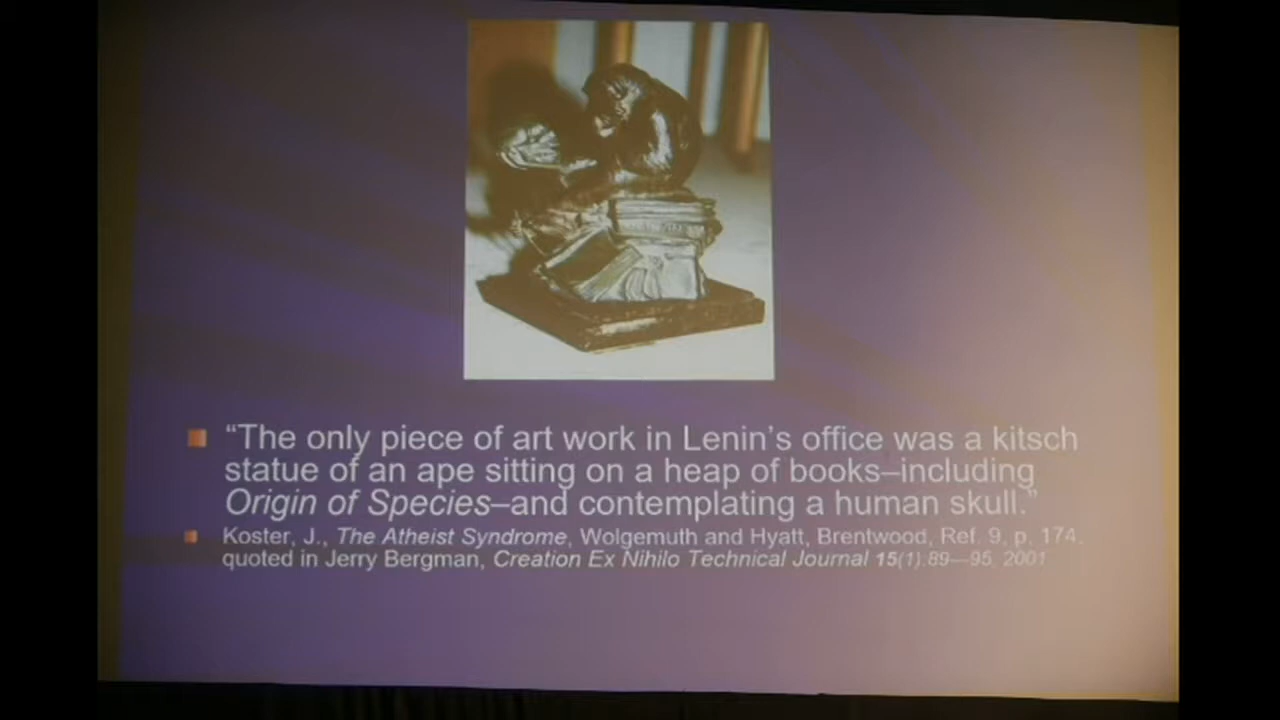 “The only piece of art work in Lenin’s office was a kitsch
statue of an ape sitting on a heap of books–including
Origin of Species–and contemplating a human skull.”
Koster, J., The Atheist Syndrome, Wolgemuth and Hyatt, Brentwood, Ref. 9, p. 174.
quoted in Jerry Bergman, Creation Ex Nihilo Technical Journal 15(1).89—95, 2001